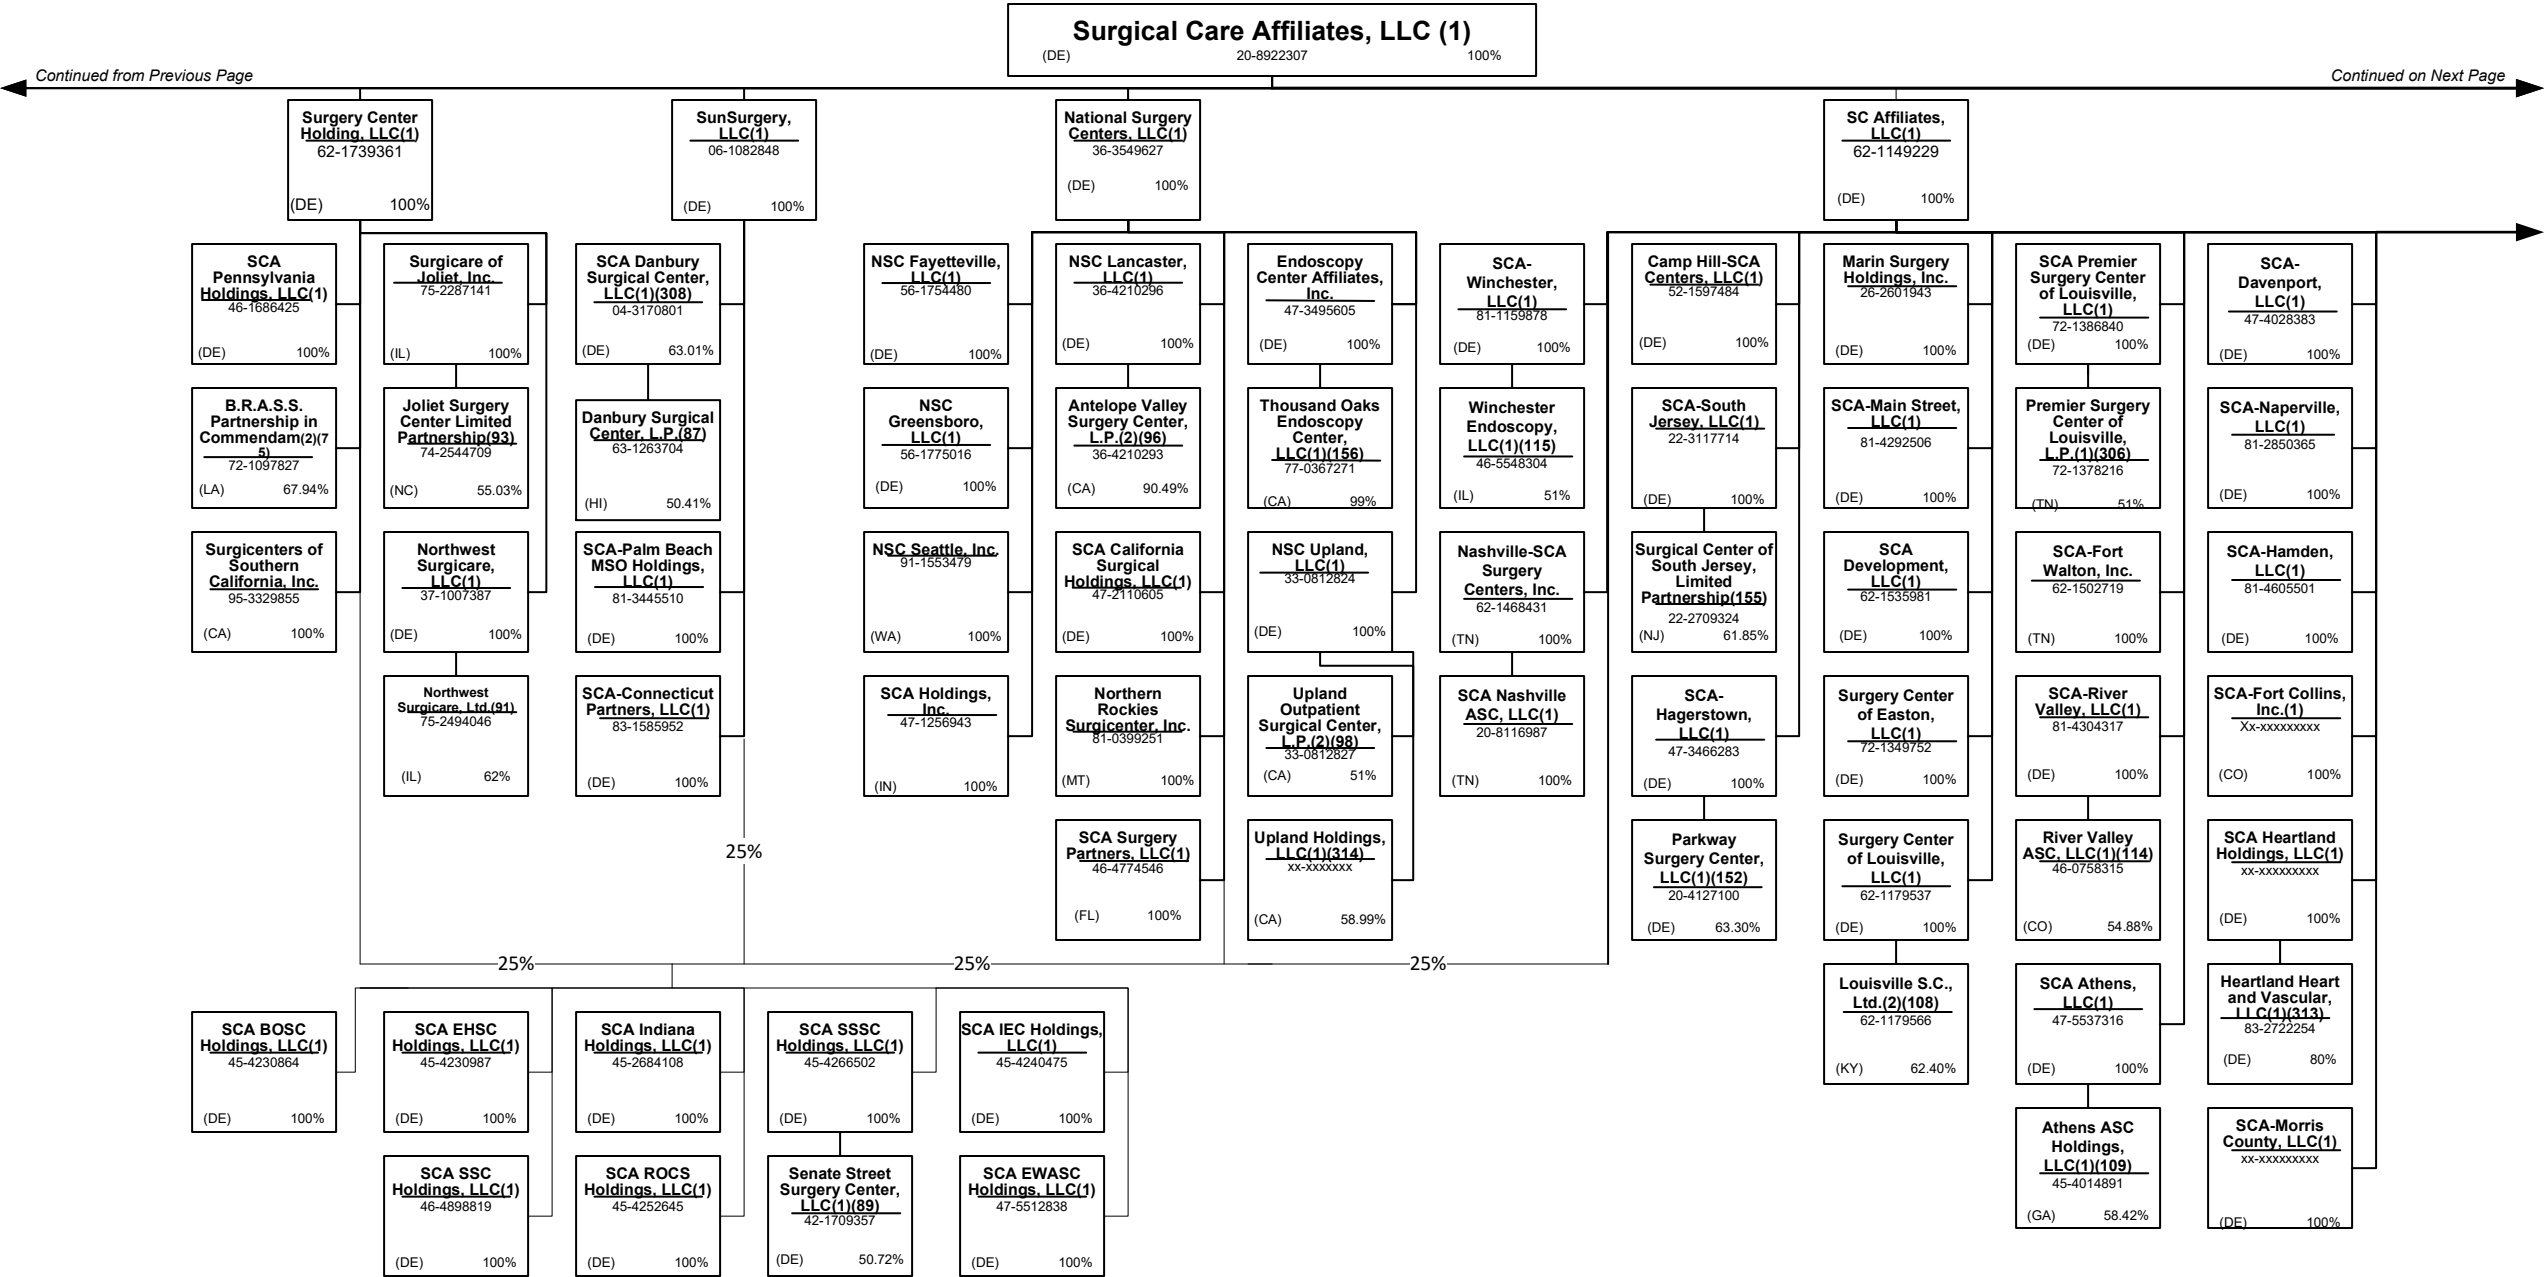 Surgical Care Affiliates, LLC (1)
(DE) 20-8922307 100%
Continued from Previous Page
Continued on Next Page
Surgery Center
Holding, LLC(1)
62-1739361
(DE) 100%
SunSurgery,
LLC(1)
06-1082848
(DE) 100%
National Surgery
Centers, LLC(1)
36-3549627
(DE) 100%
SC Affiliates,
LLC(1)
62-1149229
(DE) 100%
SCA
Pennsylvania
Holdings, LLC(1)
46-1686425
(DE) 100%
Surgicare of
Joliet, Inc.
75-2287141
(IL) 100%
SCA Danbury
Surgical Center,
LLC(1)(308)
04-3170801
(DE) 63.01%
NSC Fayetteville,
LLC(1)
56-1754480
(DE) 100%
NSC Lancaster,
LLC(1)
36-4210296
(DE) 100%
Endoscopy
Center Affiliates,
Inc.
47-3495605
(DE) 100%
SCA-
Winchester,
LLC(1)
81-1159878
(DE) 100%
Camp Hill-SCA
Centers, LLC(1)
52-1597484
(DE) 100%
Marin Surgery
Holdings, Inc.
26-2601943
(DE) 100%
SCA Premier
Surgery Center
of Louisville,
LLC(1)
72-1386840
(DE) 100%
SCA-
Davenport,
LLC(1)
47-4028383
(DE) 100%
B.R.A.S.S.
Partnership in
Commendam(2)(7
5)
72-1097827
(LA) 67.94%
Joliet Surgery
Center Limited
Partnership(93)
74-2544709
(NC) 55.03%
Danbury Surgical
Center, L.P.(87)
63-1263704
(HI) 50.41%
NSC
Greensboro,
LLC(1)
56-1775016
(DE) 100%
Antelope Valley
Surgery Center,
L.P.(2)(96)
36-4210293
(CA) 90.49%
Thousand Oaks
Endoscopy
Center,
LLC(1)(156)
77-0367271
(CA) 99%
Winchester
Endoscopy,
LLC(1)(115)
46-5548304
(IL) 51%
SCA-South
Jersey, LLC(1)
22-3117714
(DE) 100%
SCA-Main Street,
LLC(1)
81-4292506
(DE) 100%
Premier Surgery
Center of
Louisville,
L.P.(1)(306)
72-1378216
(TN) 51%
SCA-Naperville,
LLC(1)
81-2850365
(DE) 100%
Surgicenters of
Southern
California, Inc.
95-3329855
(CA) 100%
Northwest
Surgicare,
LLC(1)
37-1007387
(DE) 100%
SCA-Palm Beach
MSO Holdings,
LLC(1)
81-3445510
(DE) 100%
NSC Seattle, Inc.
91-1553479
(WA) 100%
SCA California
Surgical
Holdings, LLC(1)
47-2110605
(DE) 100%
NSC Upland,
LLC(1)
33-0812824
(DE) 100%
Nashville-SCA
Surgery
Centers, Inc.
62-1468431
(TN) 100%
Surgical Center of
South Jersey,
Limited
Partnership(155)
22-2709324
(NJ) 61.85%
SCA
Development,
LLC(1)
62-1535981
(DE) 100%
SCA-Fort
Walton, Inc.
62-1502719
(TN) 100%
SCA-Hamden,
LLC(1)
81-4605501
(DE) 100%
Northwest
Surgicare, Ltd.(91)
75-2494046
(IL) 62%
SCA-Connecticut
Partners, LLC(1)
83-1585952
(DE) 100%
SCA Holdings,
Inc.
47-1256943
(IN) 100%
Northern
Rockies
Surgicenter, Inc.
81-0399251
(MT) 100%
Upland
Outpatient
Surgical Center,
L.P.(2)(98)
33-0812827
(CA) 51%
SCA Nashville
ASC, LLC(1)
20-8116987
(TN) 100%
SCA-
Hagerstown,
LLC(1)
47-3466283
(DE) 100%
Surgery Center
of Easton,
LLC(1)
72-1349752
(DE) 100%
SCA-River
Valley, LLC(1)
81-4304317
(DE) 100%
SCA-Fort Collins,
Inc.(1)
Xx-xxxxxxxxx
(CO) 100%
25%
SCA Surgery
Partners, LLC(1)
46-4774546
(FL) 100%
Upland Holdings,
LLC(1)(314)
xx-xxxxxxx
(CA) 58.99%
Parkway
Surgery Center,
LLC(1)(152)
20-4127100
(DE) 63.30%
Surgery Center
of Louisville,
LLC(1)
62-1179537
(DE) 100%
River Valley
ASC, LLC(1)(114)
46-0758315
(CO) 54.88%
SCA Heartland
Holdings, LLC(1)
xx-xxxxxxxxx
(DE) 100%
25% 25% 25%
Louisville S.C.,
Ltd.(2)(108)
62-1179566
(KY) 62.40%
SCA Athens,
LLC(1)
47-5537316
(DE) 100%
Heartland Heart
and Vascular,
LLC(1)(313)
83-2722254
(DE) 80%
SCA BOSC
Holdings, LLC(1)
45-4230864
(DE) 100%
SCA EHSC
Holdings, LLC(1)
45-4230987
(DE) 100%
SCA Indiana
Holdings, LLC(1)
45-2684108
(DE) 100%
SCA SSSC
Holdings, LLC(1)
45-4266502
(DE) 100%
SCA IEC Holdings,
LLC(1)
45-4240475
(DE) 100%
Athens ASC
Holdings,
LLC(1)(109)
45-4014891
(GA) 58.42%
SCA-Morris
County, LLC(1)
xx-xxxxxxxxx
(DE) 100%
SCA SSC
Holdings, LLC(1)
46-4898819
(DE) 100%
SCA ROCS
Holdings, LLC(1)
45-4252645
(DE) 100%
Senate Street
Surgery Center,
LLC(1)(89)
42-1709357
(DE) 50.72%
SCA EWASC
Holdings, LLC(1)
47-5512838
(DE) 100%